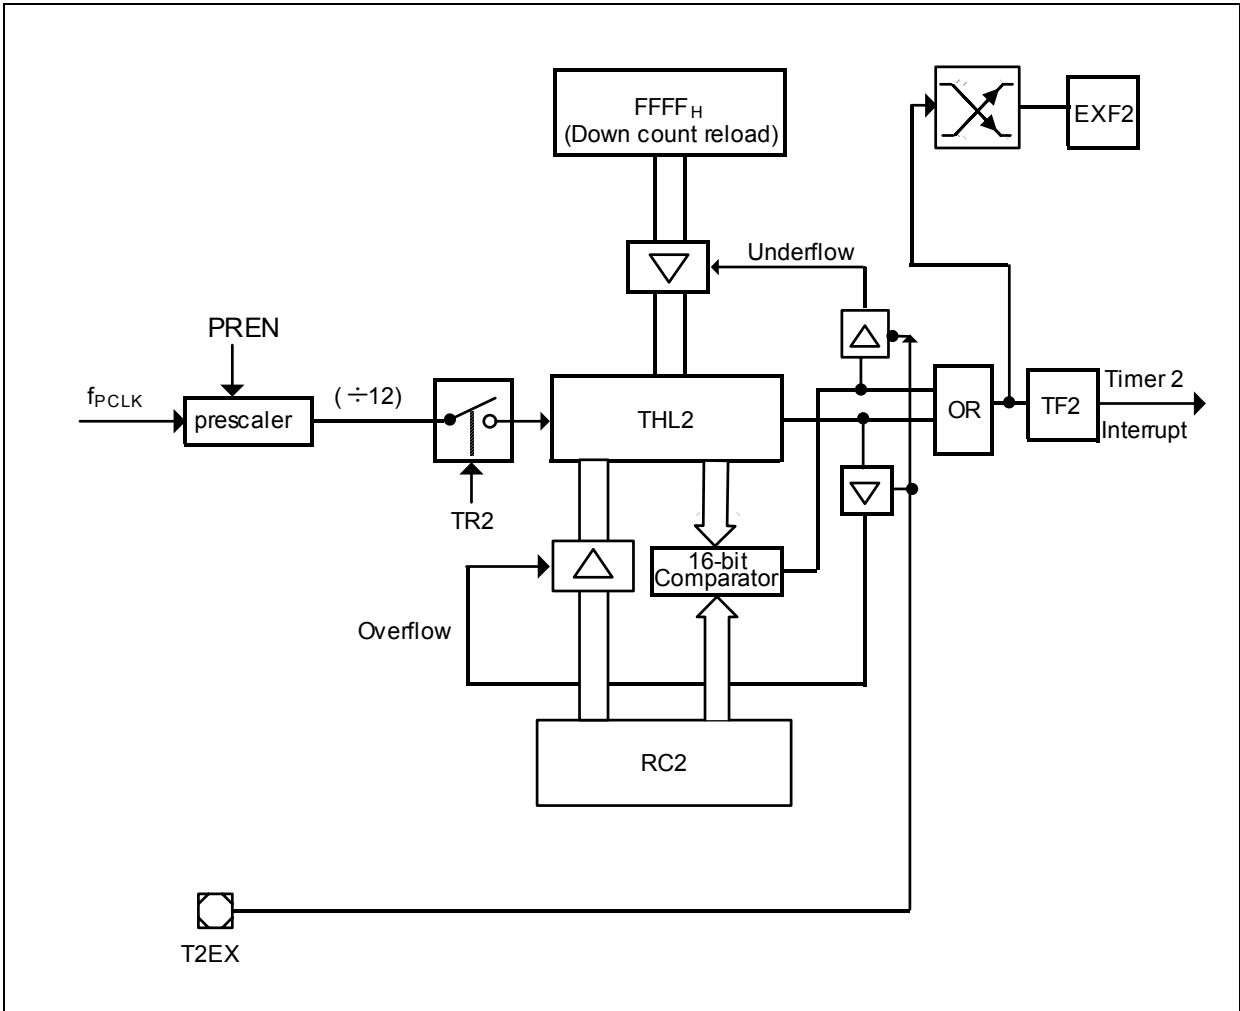 FFFFH
(Down count reload)
EXF2
Underflow
PREN
fPCLK
prescaler
(÷12)
THL2
OR
TF2
Timer 2
Interrupt
TR2
16-bit
Comparator
Overflow
RC2
T2EX